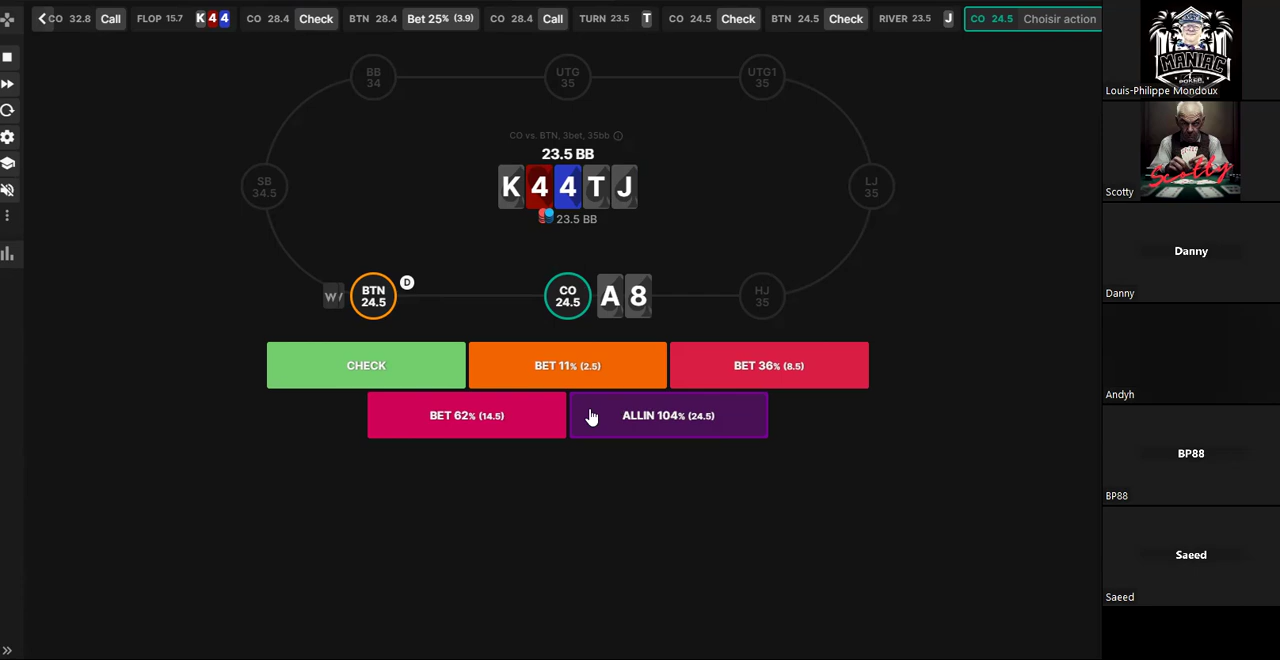 CO 32.8 Call FLOP 15.7 K 4 4 CO 28.4 Check BTN 28.4 Bet 25% (3.9) CO 28.4 Call TURN 23.5 T CO 24.5 Check BTN 24.5 Check RIVER 23.5 J CO 24.5 Choisir action
BB
34
UTG
35
UTG1
35
CO vs. BTN, 3bet, 35bb
23.5 BB
K 4 4 T J
23.5 BB
SB
34.5
LJ
35
BTN
24.5
D
CO
24.5
A 8
HJ
35
CHECK
BET 11% (2.5)
BET 36% (8.5)
BET 62% (14.5)
ALLIN 104% (24.5)
MANIAC
POKER
Louis-Philippe Mondoux
Scotty
Scotty
Danny
Danny
Andyh
BP88
BP88
Saeed
Saeed